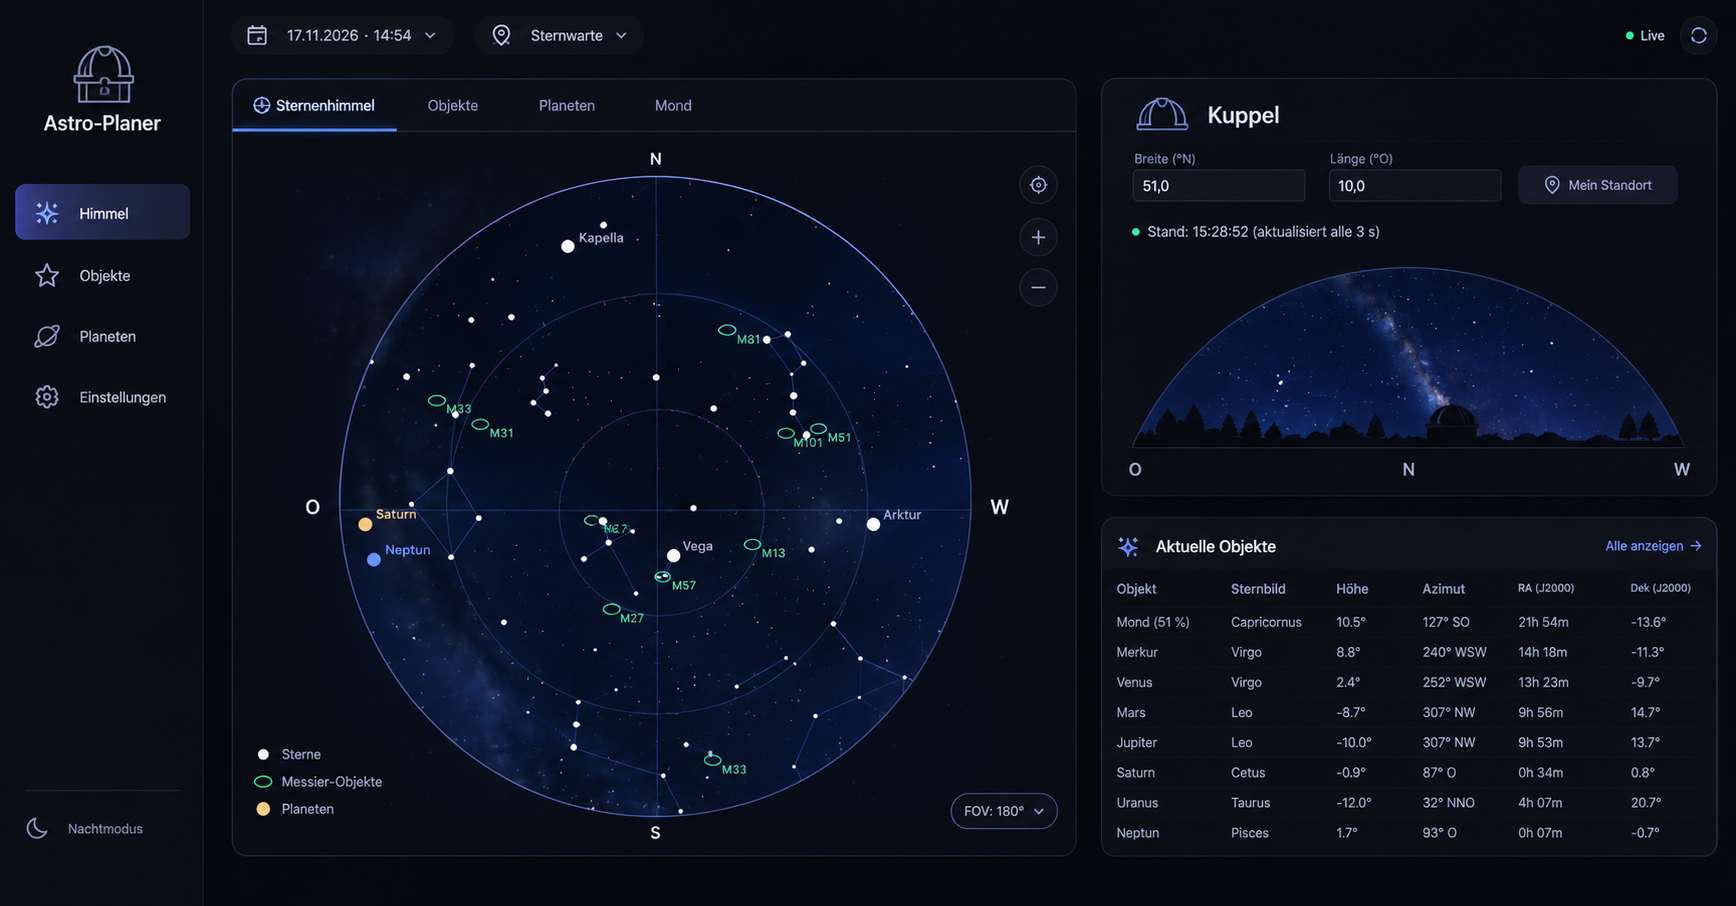 Astro-Planer
Himmel
Objekte
Planeten
Einstellungen
Nachtmodus
17.11.2026 · 14:54
Sternwarte
Live
Sternenhimmel
Objekte
Planeten
Mond
N
Kapella
M81
M33
M31
M101
M51
O
W
Saturn
Arktur
Neptun
Vega
M13
M57
M27
M33
S
Sterne
Messier-Objekte
Planeten
FOV: 180°
Kuppel
Breite (°N)
Länge (°O)
51,0
10,0
Mein Standort
Stand: 15:28:52 (aktualisiert alle 3 s)
O N W
Aktuelle Objekte
Alle anzeigen →
Objekt Sternbild Höhe Azimut RA (J2000) Dek (J2000)
Mond (51 %) Capricornus 10.5° 127° SO 21h 54m -13.6°
Merkur Virgo 8.8° 240° WSW 14h 18m -11.3°
Venus Virgo 2.4° 252° WSW 13h 23m -9.7°
Mars Leo -8.7° 307° NW 9h 56m 14.7°
Jupiter Leo -10.0° 307° NW 9h 53m 13.7°
Saturn Cetus -0.9° 87° O 0h 34m 0.8°
Uranus Taurus -12.0° 32° NNO 4h 07m 20.7°
Neptun Pisces 1.7° 93° O 0h 07m -0.7°